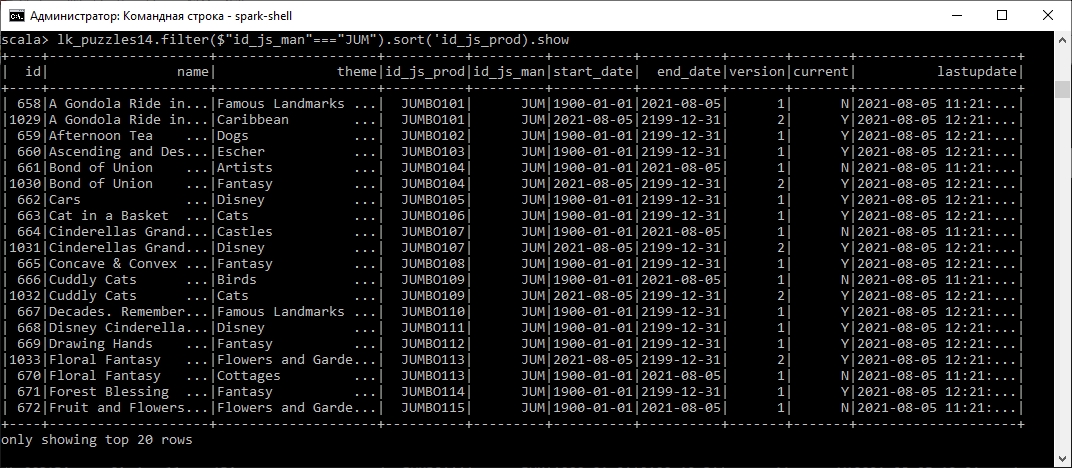 Администратор: Командная строка - spark-shell
scala> lk_puzzles14.filter($"id_js_man"==="JUM").sort('id_js_prod).show
+----+--------------------+--------------------+----------+---------+----------+----------+-------+-------+--------------------+
|  id|                name|               theme|id_js_prod|id_js_man|start_date|  end_date|version|current|          lastupdate|
+----+--------------------+--------------------+----------+---------+----------+----------+-------+-------+--------------------+
| 658|A Gondola Ride in...|Famous Landmarks ...|  JUMBO101|      JUM|1900-01-01|2021-08-05|      1|      N|2021-08-05 11:21:...|
|1029|A Gondola Ride in...|Caribbean        ...|  JUMBO101|      JUM|2021-08-05|2199-12-31|      2|      Y|2021-08-05 12:21:...|
| 659|Afternoon Tea    ...|Dogs             ...|  JUMBO102|      JUM|1900-01-01|2199-12-31|      1|      Y|2021-08-05 12:21:...|
| 660|Ascending and Des...|Escher           ...|  JUMBO103|      JUM|1900-01-01|2199-12-31|      1|      Y|2021-08-05 12:21:...|
| 661|Bond of Union    ...|Artists          ...|  JUMBO104|      JUM|1900-01-01|2021-08-05|      1|      N|2021-08-05 11:21:...|
|1030|Bond of Union    ...|Fantasy          ...|  JUMBO104|      JUM|2021-08-05|2199-12-31|      2|      Y|2021-08-05 12:21:...|
| 662|Cars             ...|Disney           ...|  JUMBO105|      JUM|1900-01-01|2199-12-31|      1|      Y|2021-08-05 12:21:...|
| 663|Cat in a Basket  ...|Cats             ...|  JUMBO106|      JUM|1900-01-01|2199-12-31|      1|      Y|2021-08-05 12:21:...|
| 664|Cinderellas Grand...|Castles          ...|  JUMBO107|      JUM|1900-01-01|2021-08-05|      1|      N|2021-08-05 11:21:...|
|1031|Cinderellas Grand...|Disney           ...|  JUMBO107|      JUM|2021-08-05|2199-12-31|      2|      Y|2021-08-05 12:21:...|
| 665|Concave & Convex ...|Fantasy          ...|  JUMBO108|      JUM|1900-01-01|2199-12-31|      1|      Y|2021-08-05 12:21:...|
| 666|Cuddly Cats      ...|Birds            ...|  JUMBO109|      JUM|1900-01-01|2021-08-05|      1|      N|2021-08-05 11:21:...|
|1032|Cuddly Cats      ...|Cats             ...|  JUMBO109|      JUM|2021-08-05|2199-12-31|      2|      Y|2021-08-05 12:21:...|
| 667|Decades. Remember...|Famous Landmarks ...|  JUMBO110|      JUM|1900-01-01|2199-12-31|      1|      Y|2021-08-05 12:21:...|
| 668|Disney Cinderella...|Disney           ...|  JUMBO111|      JUM|1900-01-01|2199-12-31|      1|      Y|2021-08-05 12:21:...|
| 669|Drawing Hands    ...|Fantasy          ...|  JUMBO112|      JUM|1900-01-01|2199-12-31|      1|      Y|2021-08-05 12:21:...|
|1033|Floral Fantasy   ...|Flowers and Garde...|  JUMBO113|      JUM|2021-08-05|2199-12-31|      2|      Y|2021-08-05 12:21:...|
| 670|Floral Fantasy   ...|Cottages         ...|  JUMBO113|      JUM|1900-01-01|2021-08-05|      1|      N|2021-08-05 11:21:...|
| 671|Forest Blessing  ...|Fantasy          ...|  JUMBO114|      JUM|1900-01-01|2199-12-31|      1|      Y|2021-08-05 12:21:...|
| 672|Fruit and Flowers...|Flowers and Garde...|  JUMBO115|      JUM|1900-01-01|2021-08-05|      1|      N|2021-08-05 11:21:...|
+----+--------------------+--------------------+----------+---------+----------+----------+-------+-------+--------------------+
only showing top 20 rows